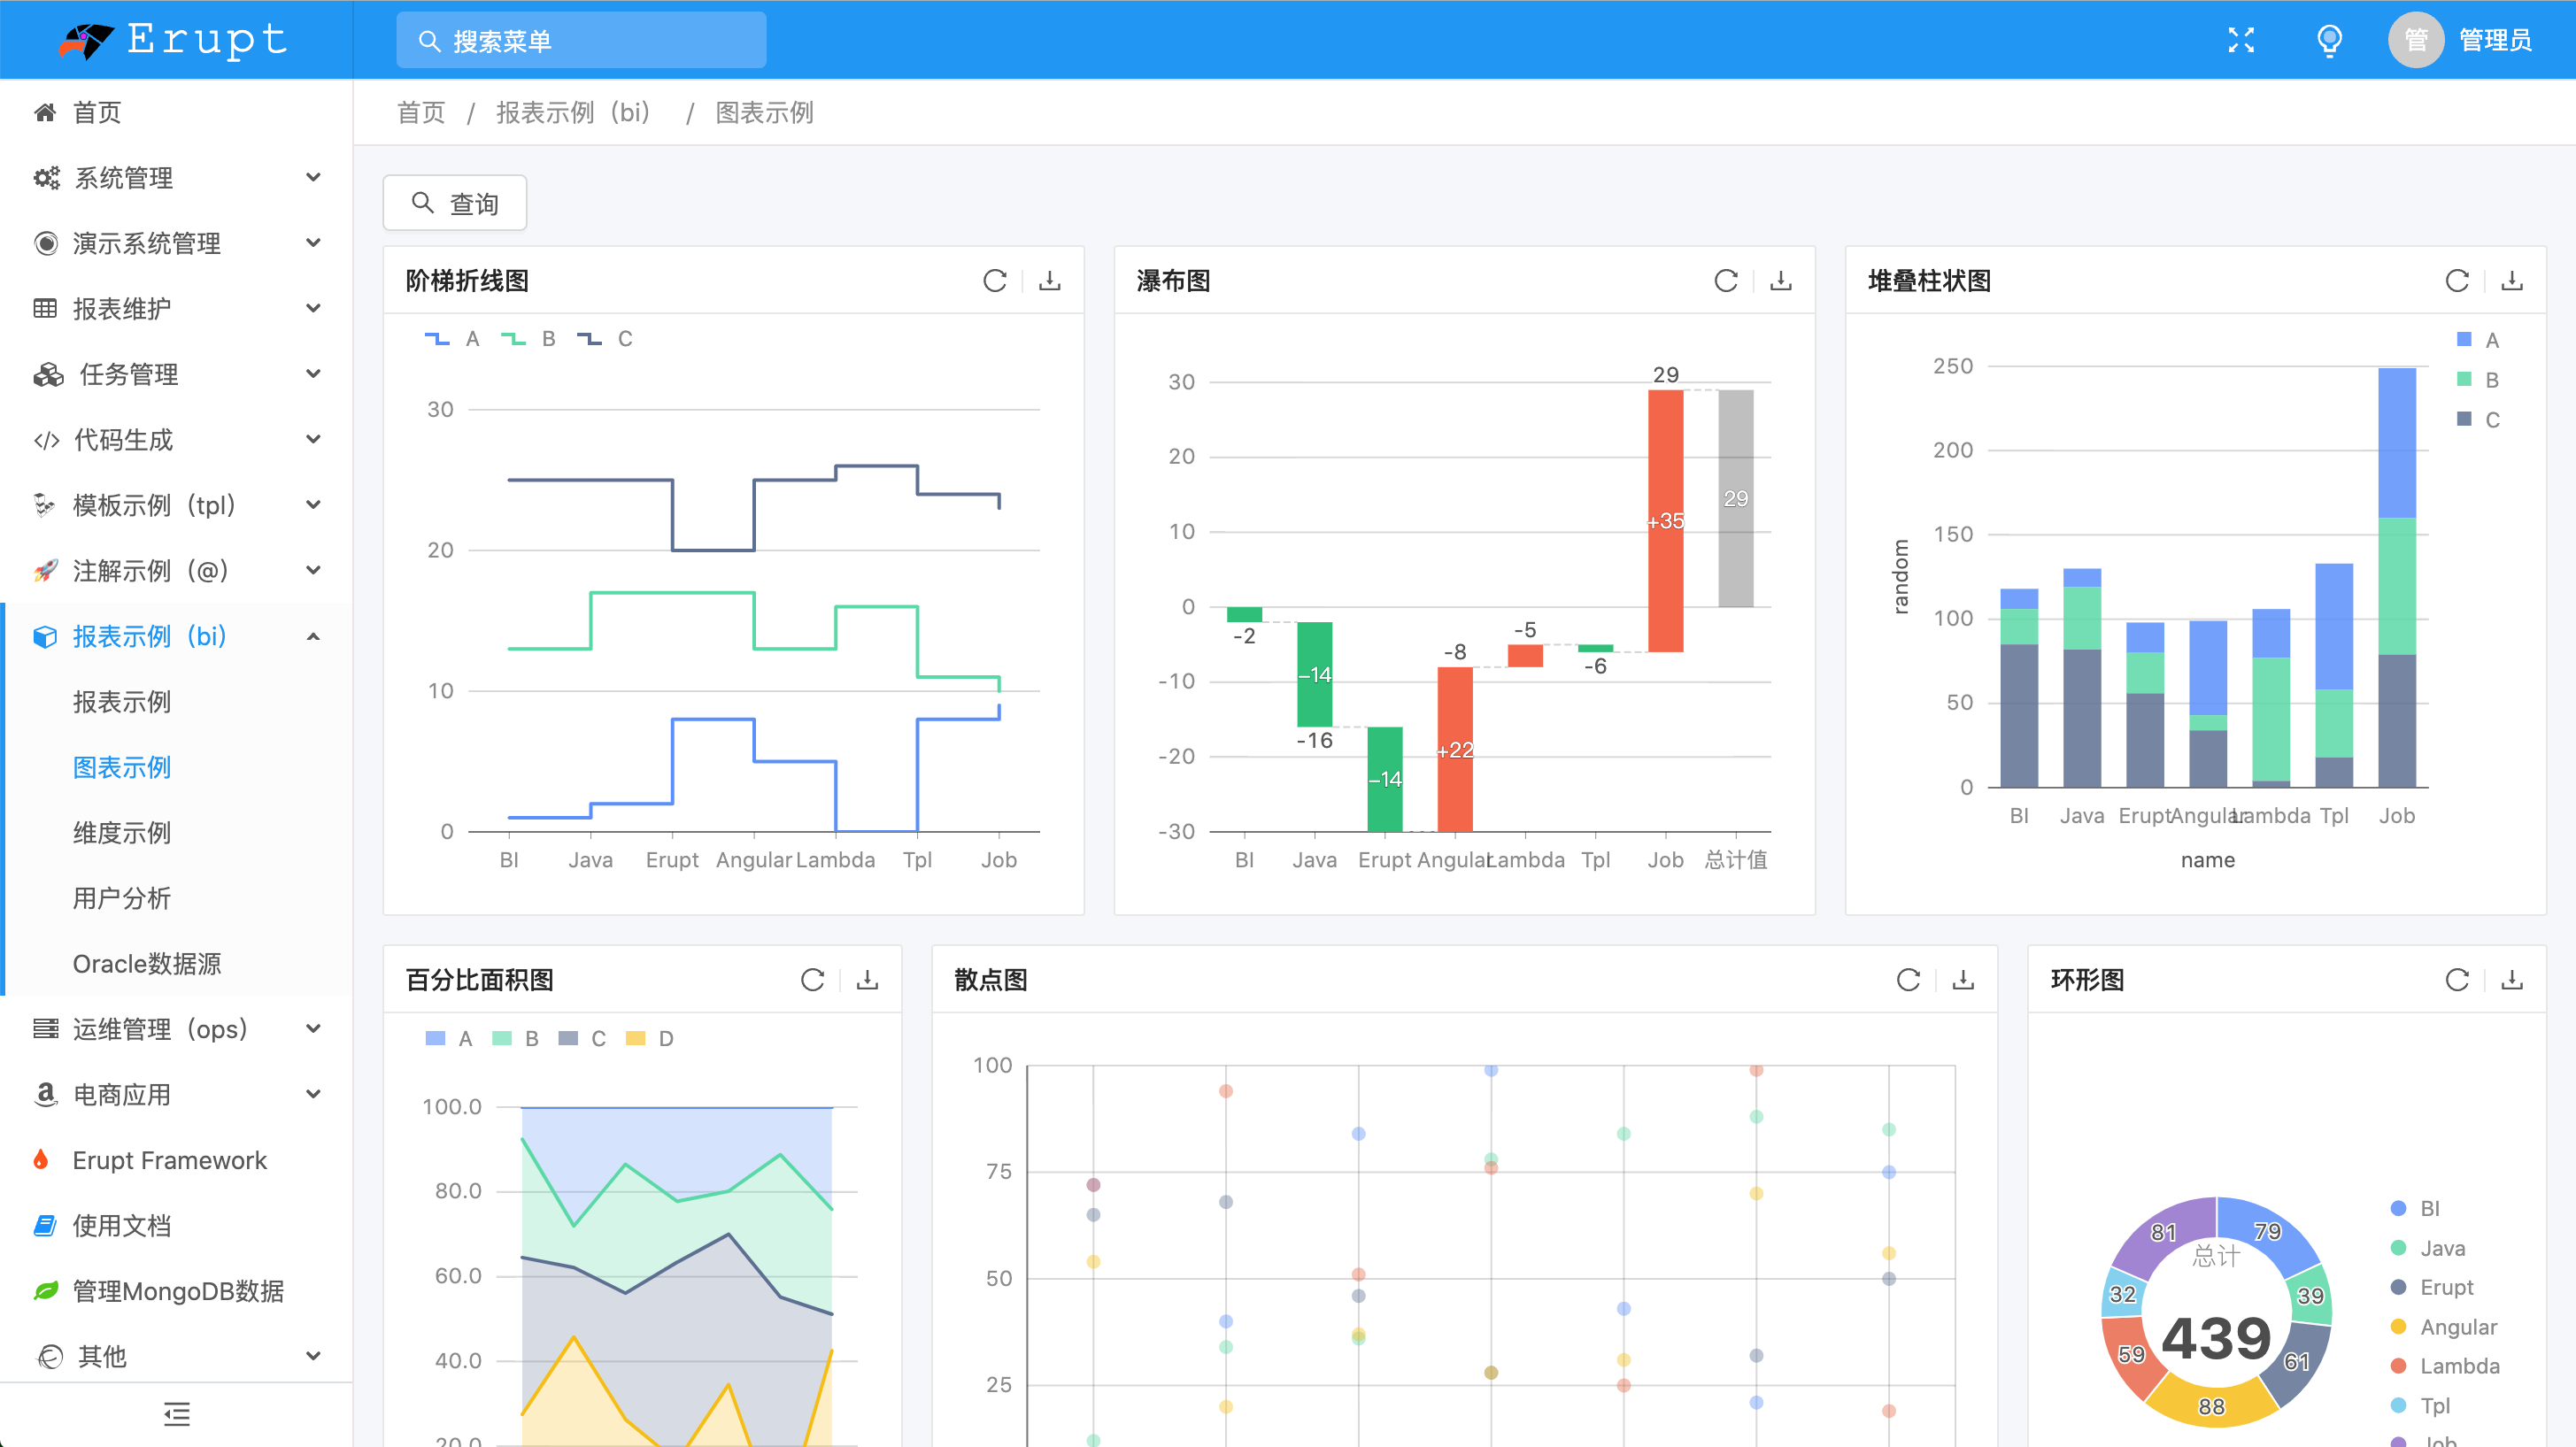 Erupt
搜索菜单
管 管理员
首页
系统管理
演示系统管理
报表维护
任务管理
代码生成
模板示例（tpl）
注解示例（@）
报表示例（bi）
报表示例
图表示例
维度示例
用户分析
Oracle数据源
运维管理（ops）
电商应用
Erupt Framework
使用文档
管理MongoDB数据
其他
首页 / 报表示例（bi） / 图表示例
查询
阶梯折线图
A B C
30
20
10
0
BI Java Erupt Angular Lambda Tpl Job
瀑布图
30
20
10
0
-10
-20
-30
-2
-14
-16
-14
-8
+22
-5
-6
29
+35
29
BI Java Erupt Angular Lambda Tpl Job 总计值
堆叠柱状图
A
B
C
random
250
200
150
100
50
0
BI Java Erupt Angular Lambda Tpl Job
name
百分比面积图
A B C D
100.0
80.0
60.0
40.0
20.0
散点图
100
75
50
25
环形图
79
39
61
88
59
32
81
总计
439
BI
Java
Erupt
Angular
Lambda
Tpl
Job